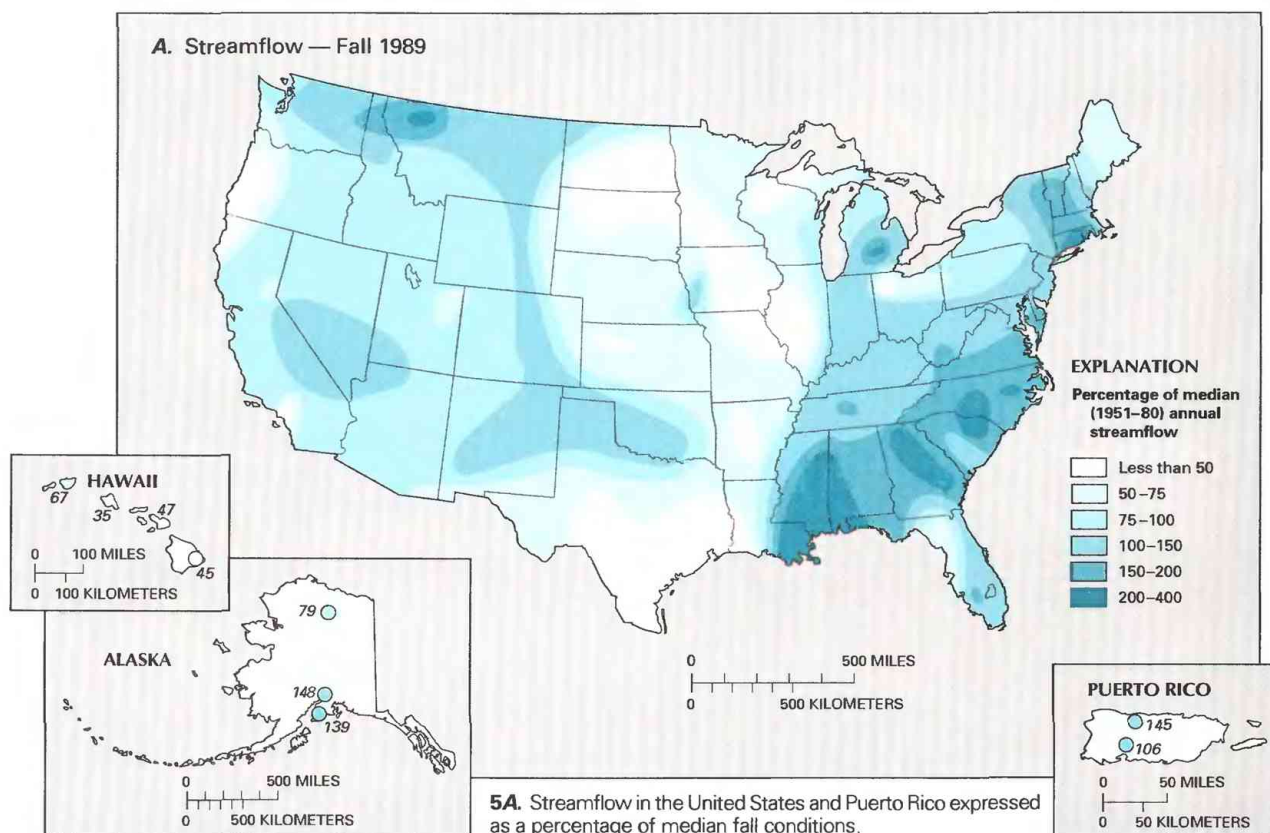 A. Streamflow — Fall 1989
EXPLANATION
Percentage of median
(1951–80) annual
streamflow
Less than 50
50–75
75–100
100–150
150–200
200–400
HAWAII
67
35
47
45
0 100 MILES
0 100 KILOMETERS
ALASKA
79
148
139
0 500 MILES
0 500 KILOMETERS
0 500 MILES
0 500 KILOMETERS
PUERTO RICO
145
106
0 50 MILES
0 50 KILOMETERS
5A. Streamflow in the United States and Puerto Rico expressed
as a percentage of median fall conditions.